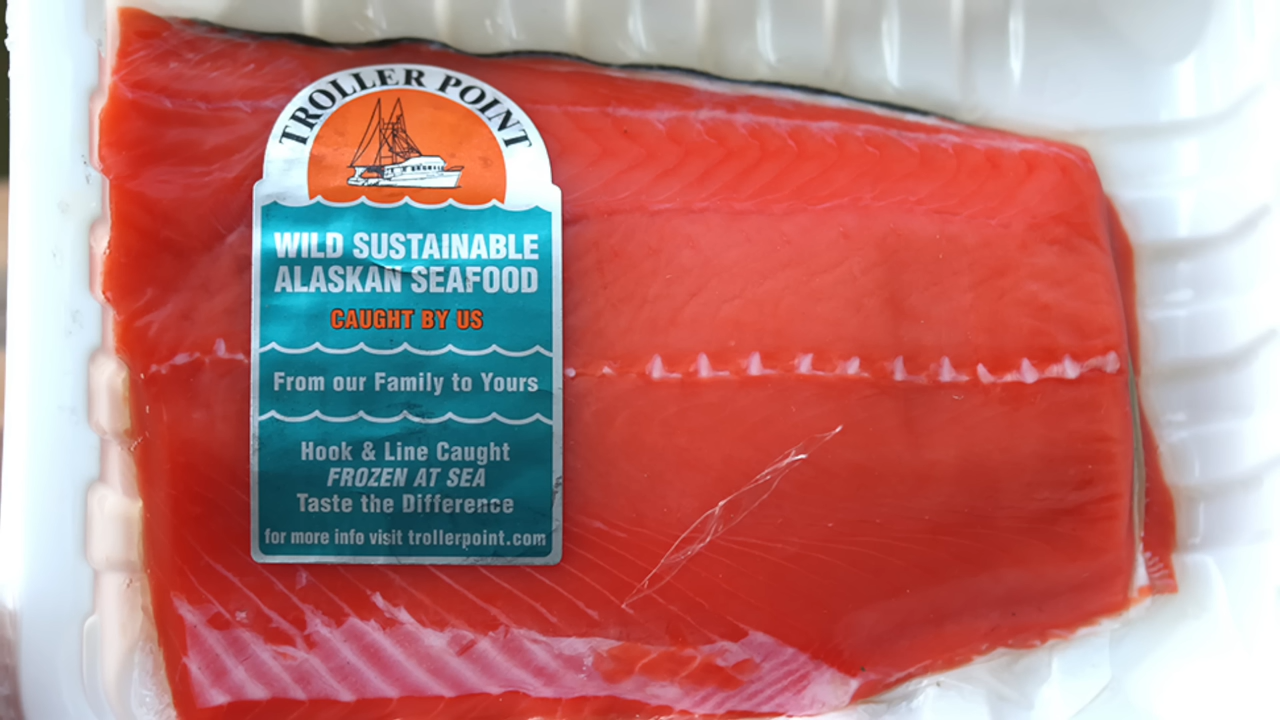 TROLLER POINT
WILD SUSTAINABLE
ALASKAN SEAFOOD
CAUGHT BY US
From our Family to Yours
Hook & Line Caught
FROZEN AT SEA
Taste the Difference
for more info visit trollerpoint.com